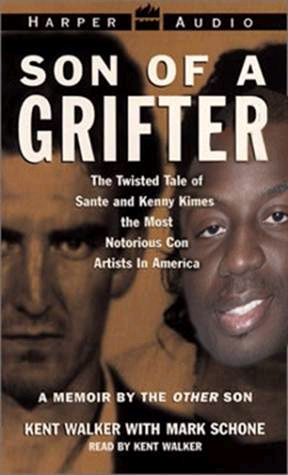 HARPER AUDIO
SON OF A
GRIFTER
The Twisted Tale of
Sante and Kenny Kimes
the Most
Notorious Con
Artists In America
A MEMOIR BY THE OTHER SON
KENT WALKER WITH MARK SCHONE
READ BY KENT WALKER